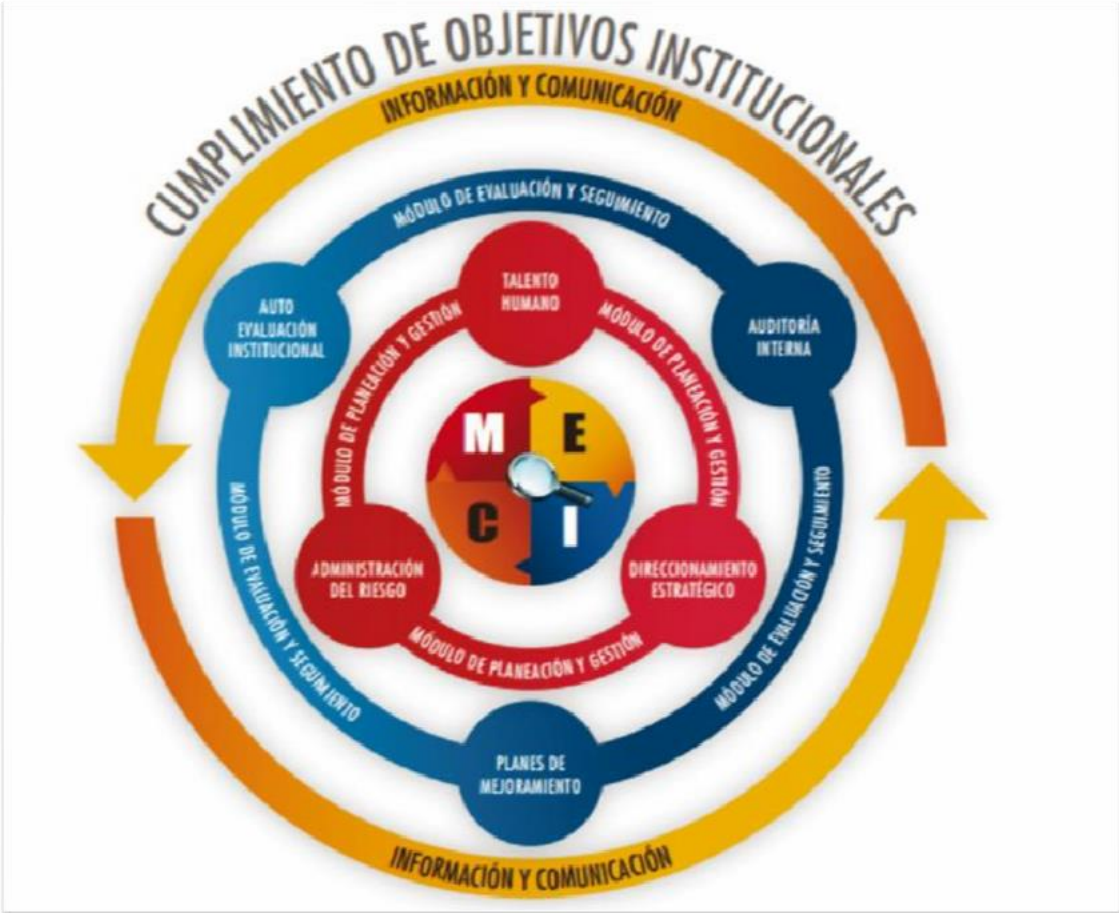 CUMPLIMIENTO DE OBJETIVOS INSTITUCIONALES
INFORMACIÓN Y COMUNICACIÓN
MÓDULO DE EVALUACIÓN Y SEGUIMIENTO
TALENTO
HUMANO
AUTO
EVALUACIÓN
INSTITUCIONAL
AUDITORÍA
INTERNA
MÓDULO DE PLANEACIÓN Y GESTIÓN
MÓDULO DE PLANEACIÓN Y GESTIÓN
M E
C I
ADMINISTRACIÓN
DEL RIESGO
DIRECCIONAMIENTO
ESTRATÉGICO
MÓDULO DE EVALUACIÓN Y SEGUIMIENTO
MÓDULO DE EVALUACIÓN Y SEGUIMIENTO
MÓDULO DE PLANEACIÓN Y GESTIÓN
PLANES DE
MEJORAMIENTO
INFORMACIÓN Y COMUNICACIÓN